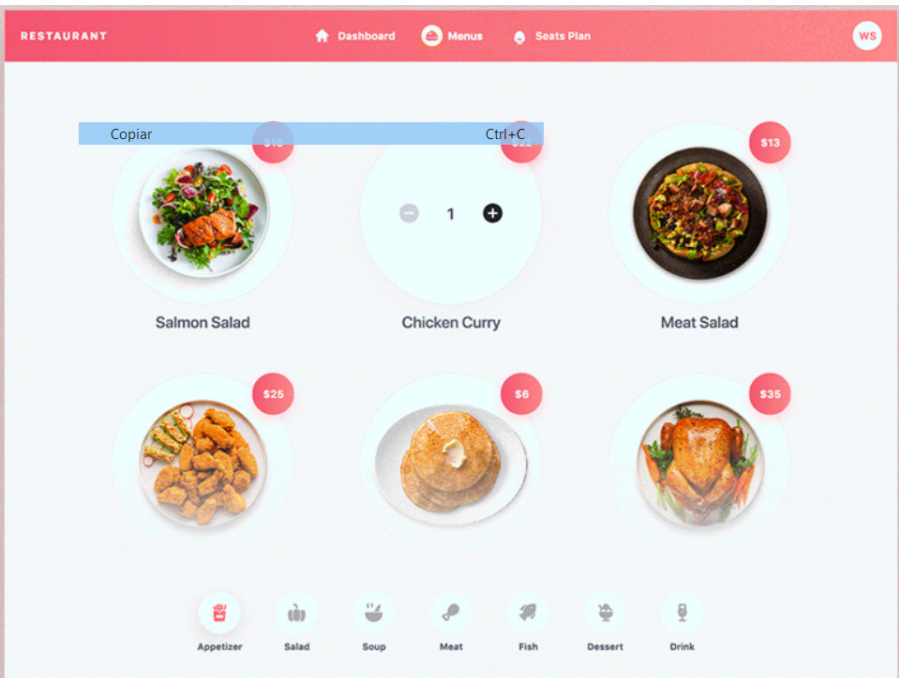 RESTAURANT
Dashboard
Menus
Seats Plan
WS
Copiar
Ctrl+C
$13
1
Salmon Salad
Chicken Curry
Meat Salad
$25
$6
$35
Appetizer
Salad
Soup
Meat
Fish
Dessert
Drink